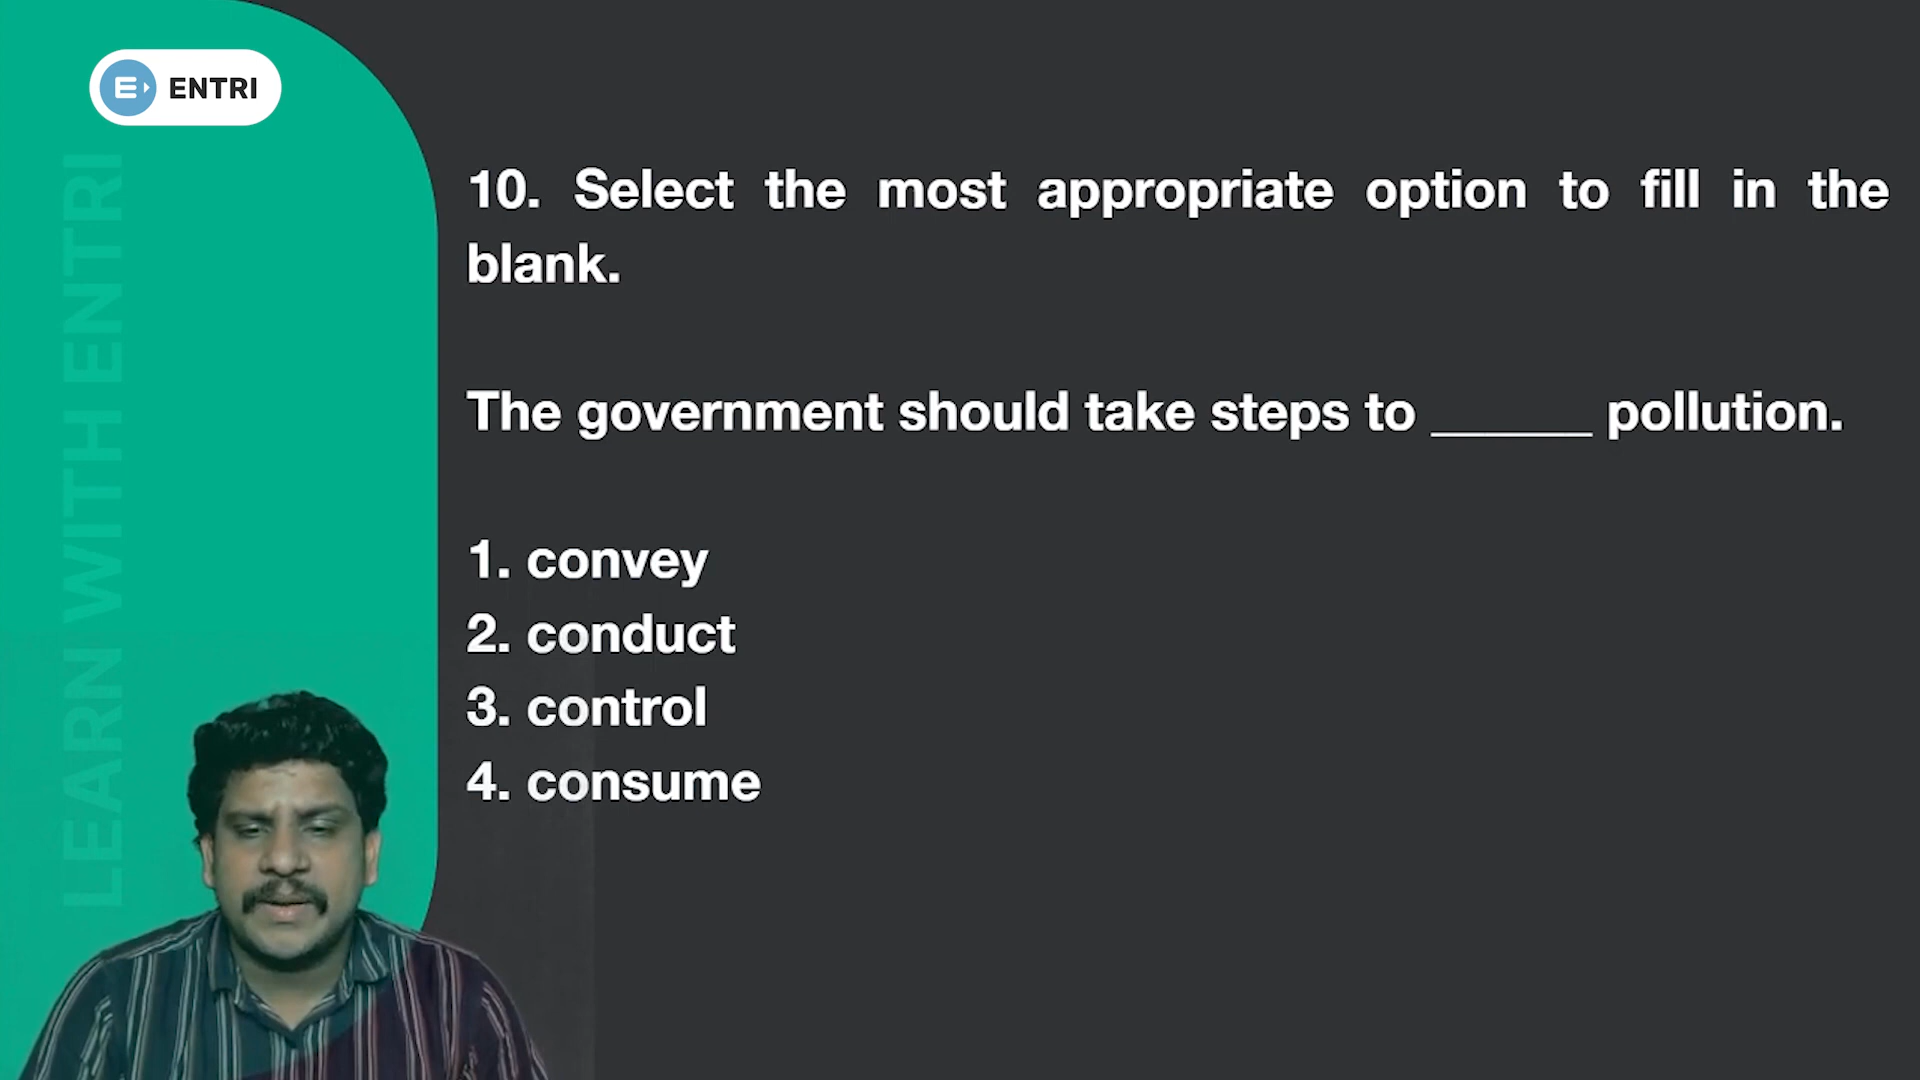 ENTRI
LEARN WITH ENTRI
10. Select the most appropriate option to fill in the
blank.
The government should take steps to ______ pollution.
1. convey
2. conduct
3. control
4. consume